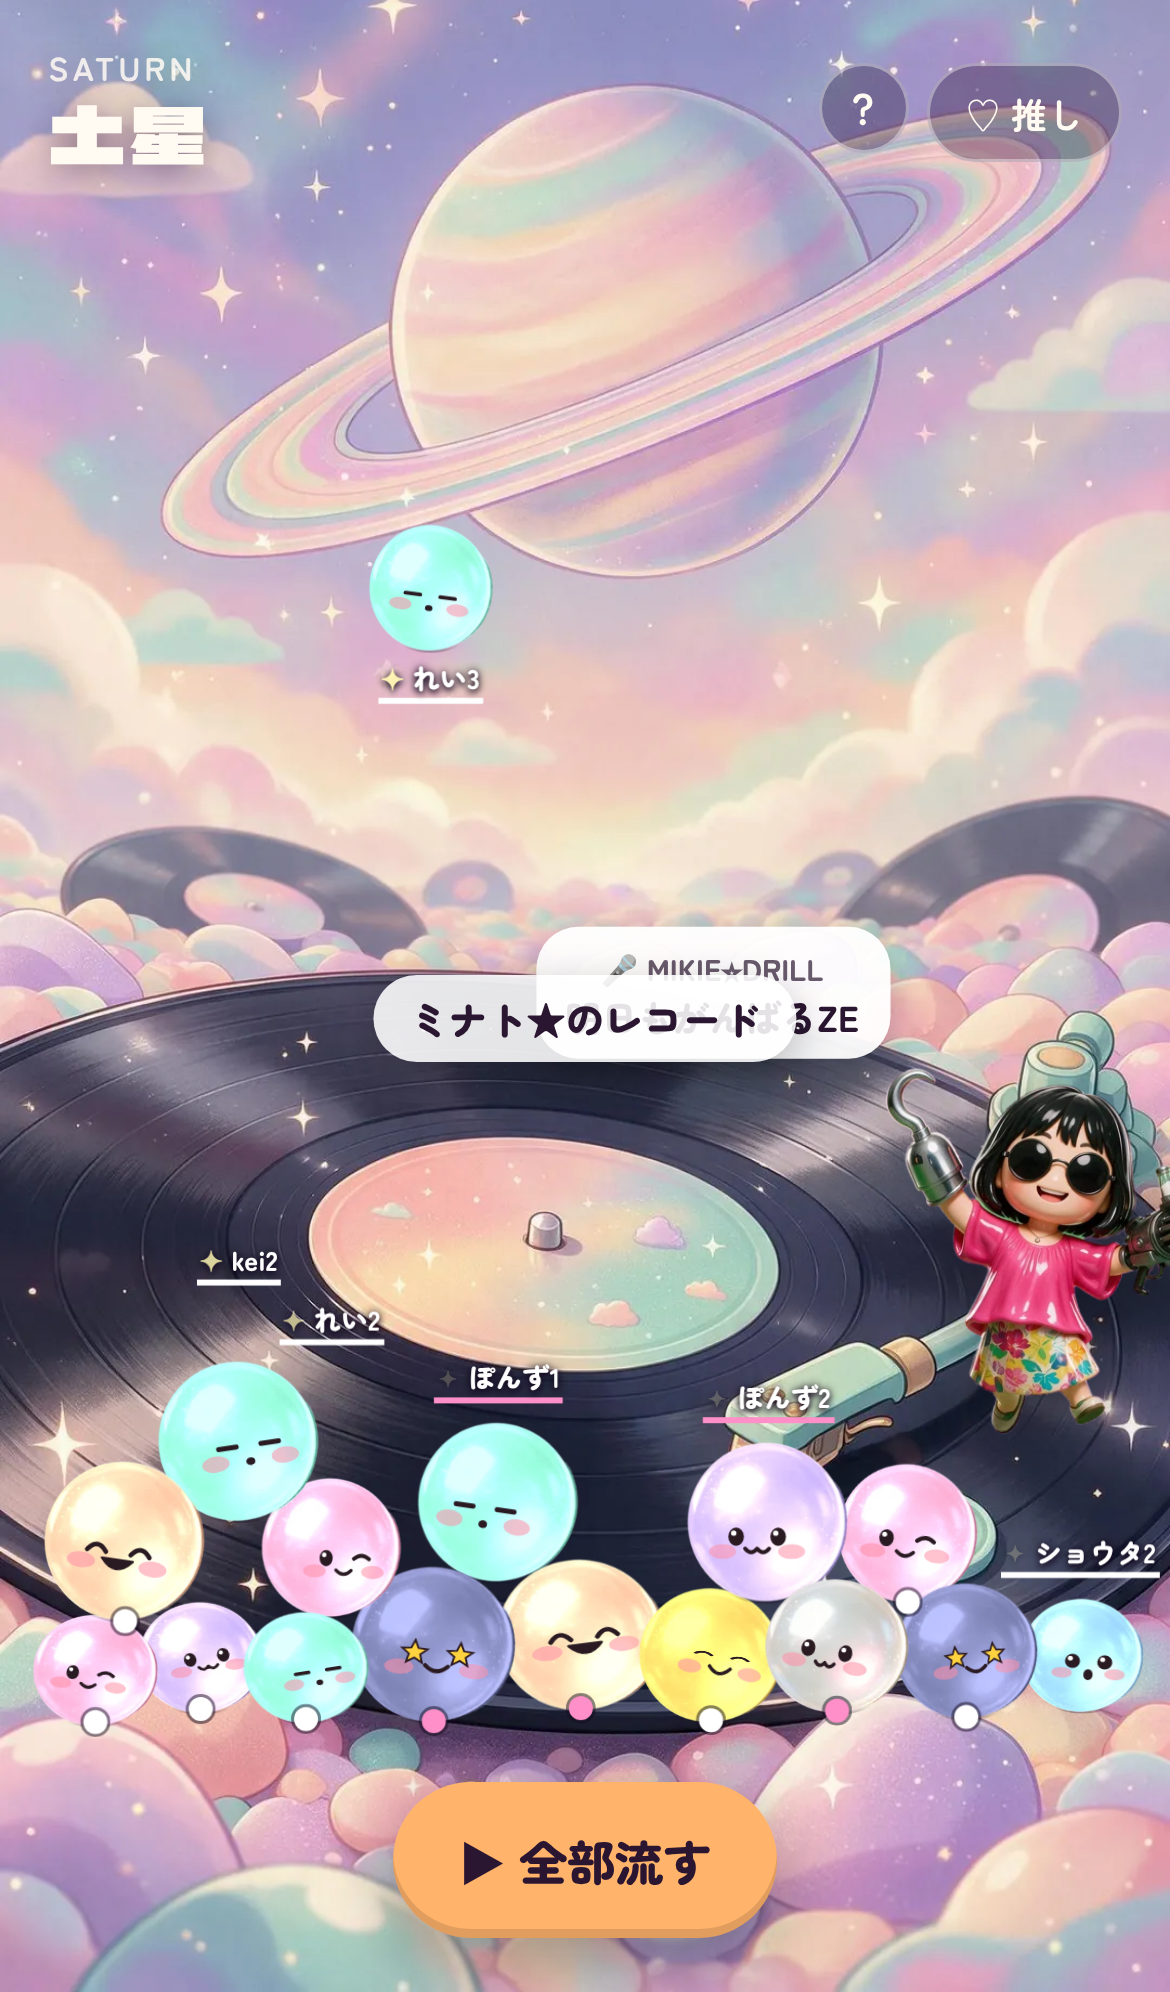 SATURN
土星
?
♡ 推し
✦ れい3
🎤 MIKIE★DRILL
るZE
ミナト★のレコード
✦ kei2
✦ れい2
✦ ぽんず1
✦ ぽんず2
✦ ショウタ2
▶ 全部流す